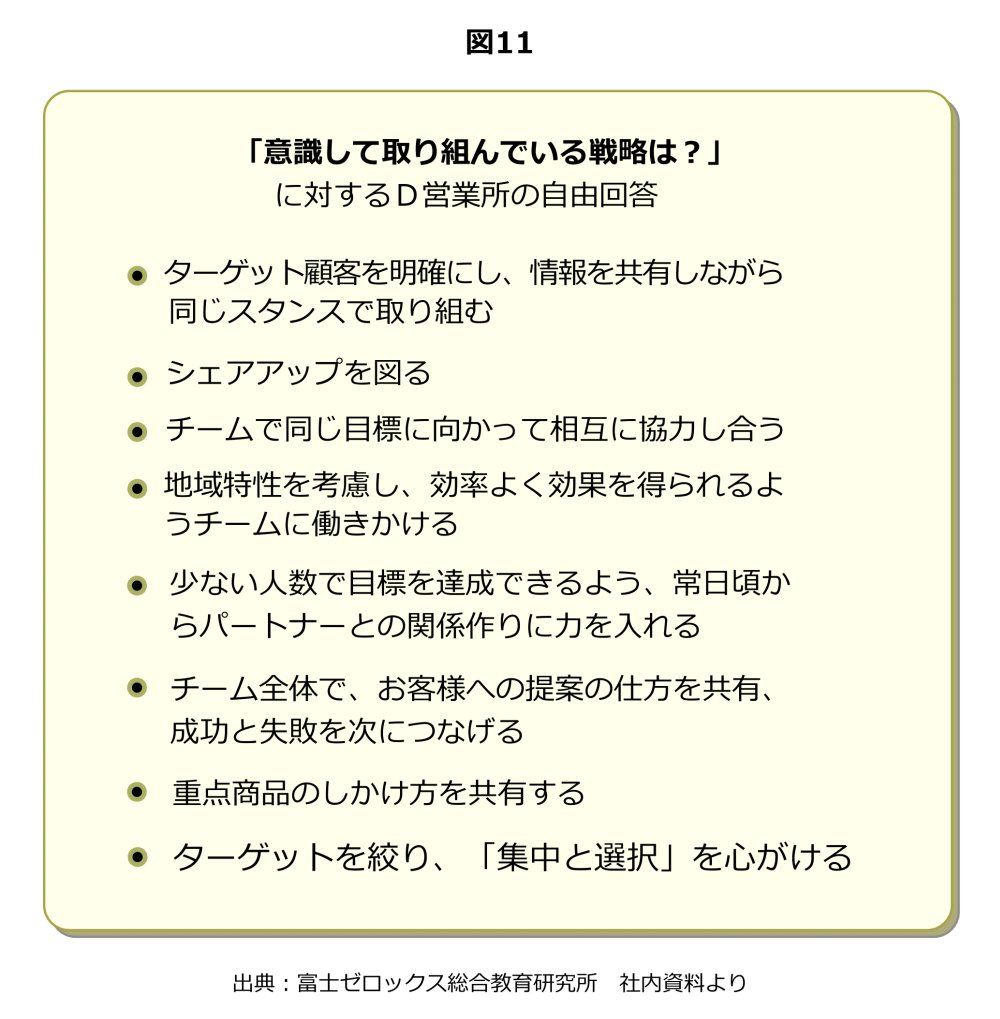 図11
「意識して取り組んでいる戦略は？」
に対するＤ営業所の自由回答
ターゲット顧客を明確にし、情報を共有しながら
同じスタンスで取り組む
シェアアップを図る
チームで同じ目標に向かって相互に協力し合う
地域特性を考慮し、効率よく効果を得られるよ
うチームに働きかける
少ない人数で目標を達成できるよう、常日頃か
らパートナーとの関係作りに力を入れる
チーム全体で、お客様への提案の仕方を共有、
成功と失敗を次につなげる
重点商品のしかけ方を共有する
ターゲットを絞り、「集中と選択」を心がける
出典：富士ゼロックス総合教育研究所　社内資料より